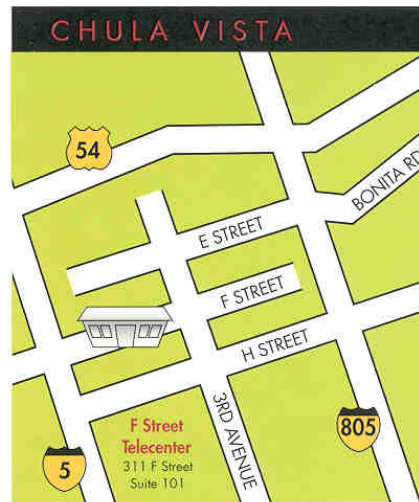 CHULA VISTA
54
BONITA RD
E STREET
F STREET
H STREET
3RD AVENUE
805
5
F Street
Telecenter
311 F Street
Suite 101